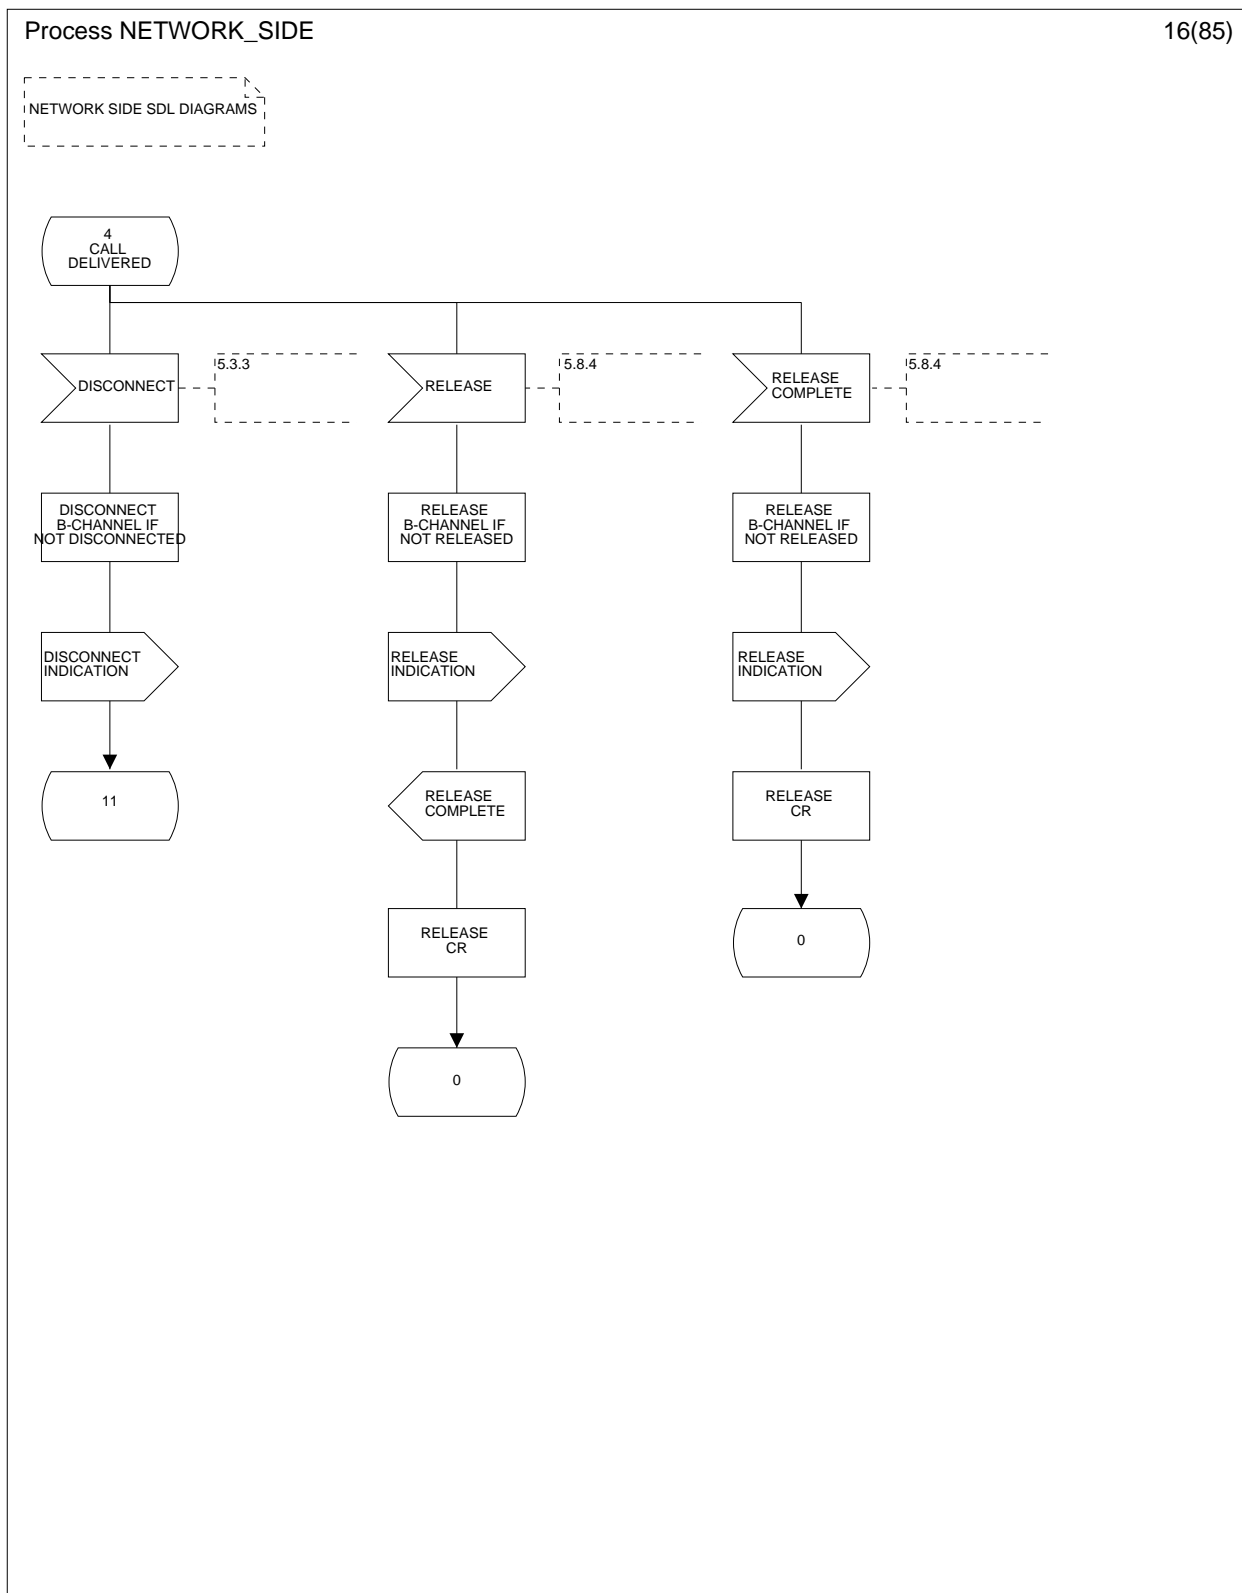 Process NETWORK_SIDE
16(85)
NETWORK SIDE SDL DIAGRAMS
4
CALL
DELIVERED
DISCONNECT
5.3.3
RELEASE
5.8.4
RELEASE
COMPLETE
5.8.4
DISCONNECT
B-CHANNEL IF
NOT DISCONNECTED
RELEASE
B-CHANNEL IF
NOT RELEASED
RELEASE
B-CHANNEL IF
NOT RELEASED
DISCONNECT
INDICATION
RELEASE
INDICATION
RELEASE
INDICATION
11
RELEASE
COMPLETE
RELEASE
CR
RELEASE
CR
0
0